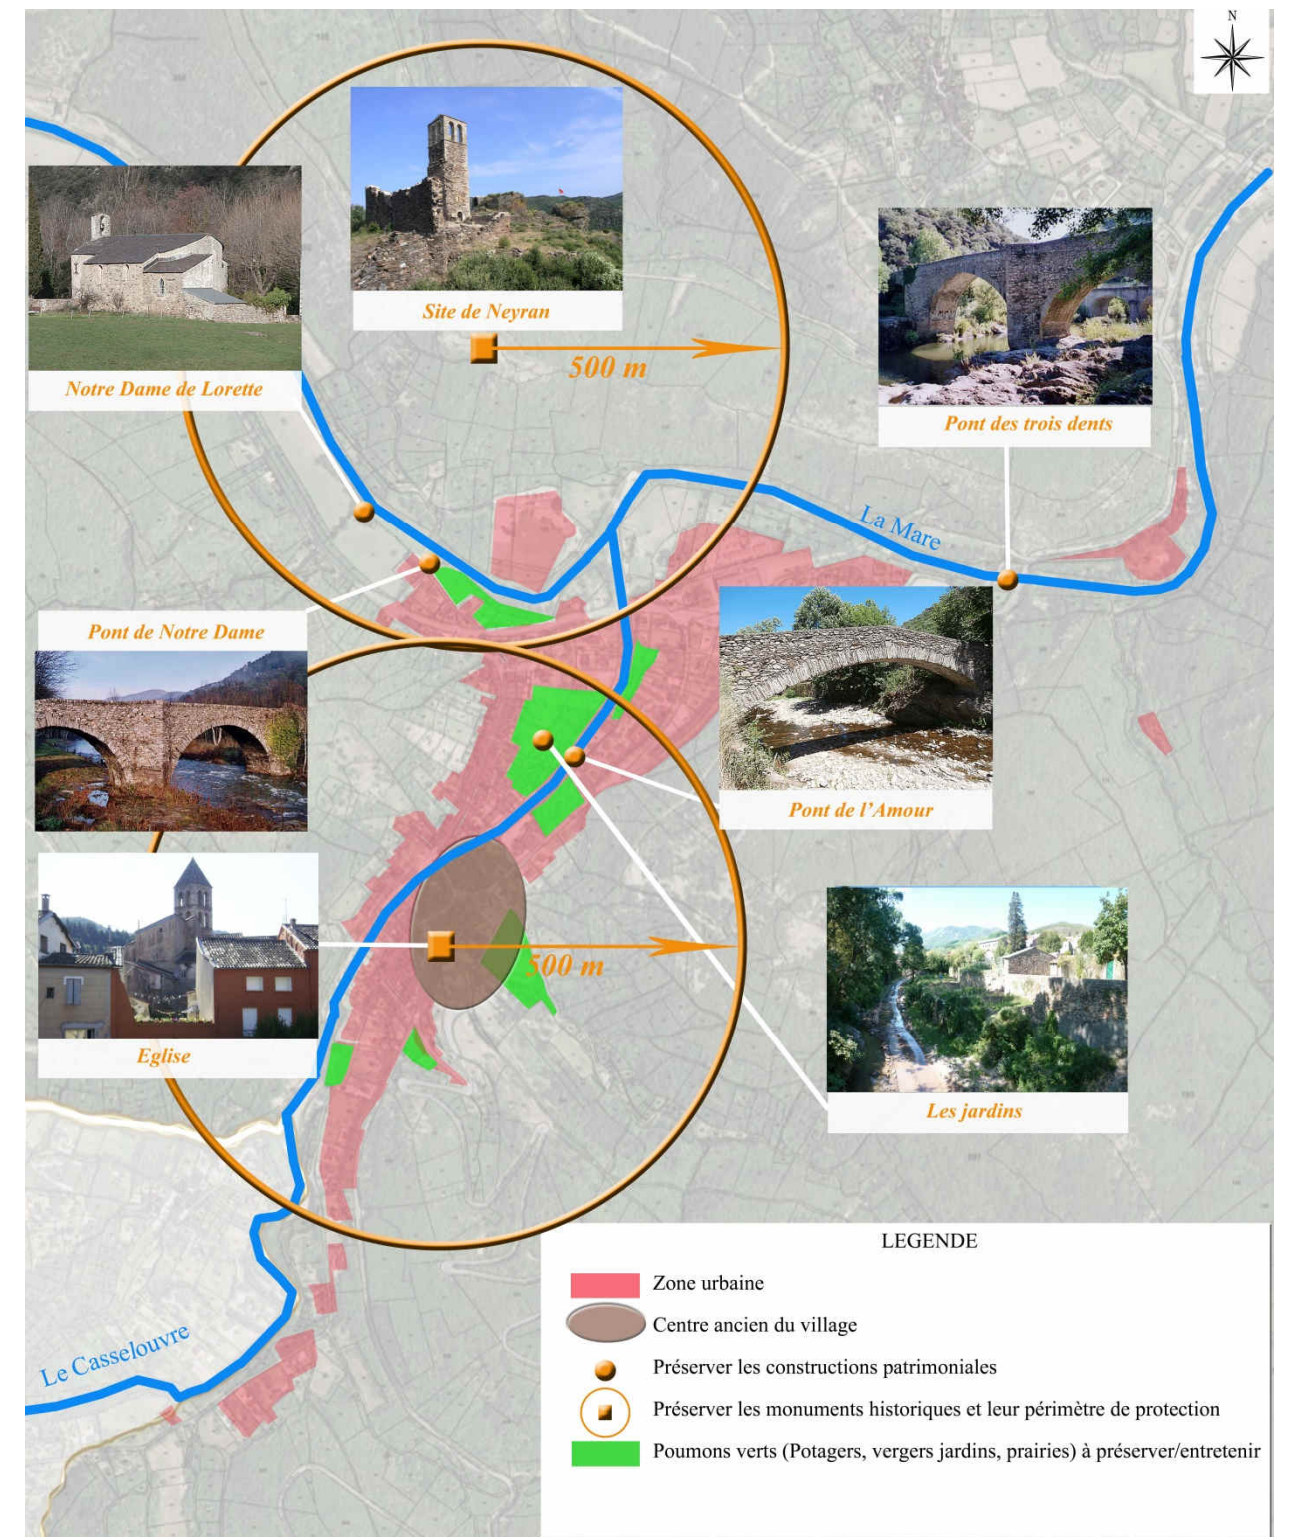 N
Site de Neyran
500 m
Notre Dame de Lorette
Pont des trois dents
La Mare
Pont de Notre Dame
Pont de l’Amour
500 m
Eglise
Les jardins
Le Casselouvre
LEGENDE
Zone urbaine
Centre ancien du village
Préserver les constructions patrimoniales
Préserver les monuments historiques et leur périmètre de protection
Poumons verts (Potagers, vergers jardins, prairies) à préserver/entretenir